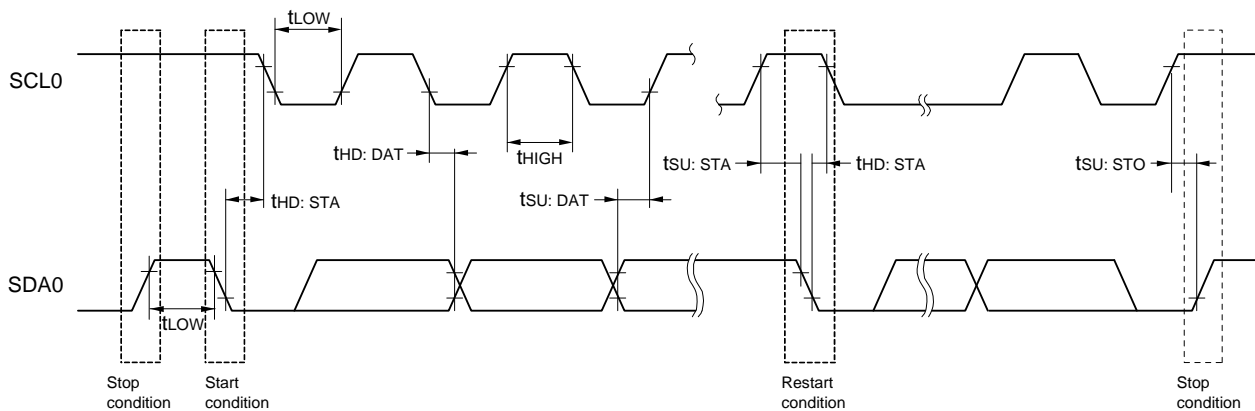 tLOW
SCL0
tHD: DAT
tHIGH
tSU: STA
tHD: STA
tSU: STO
tHD: STA
tSU: DAT
SDA0
tLOW
Stop
condition
Start
condition
Restart
condition
Stop
condition